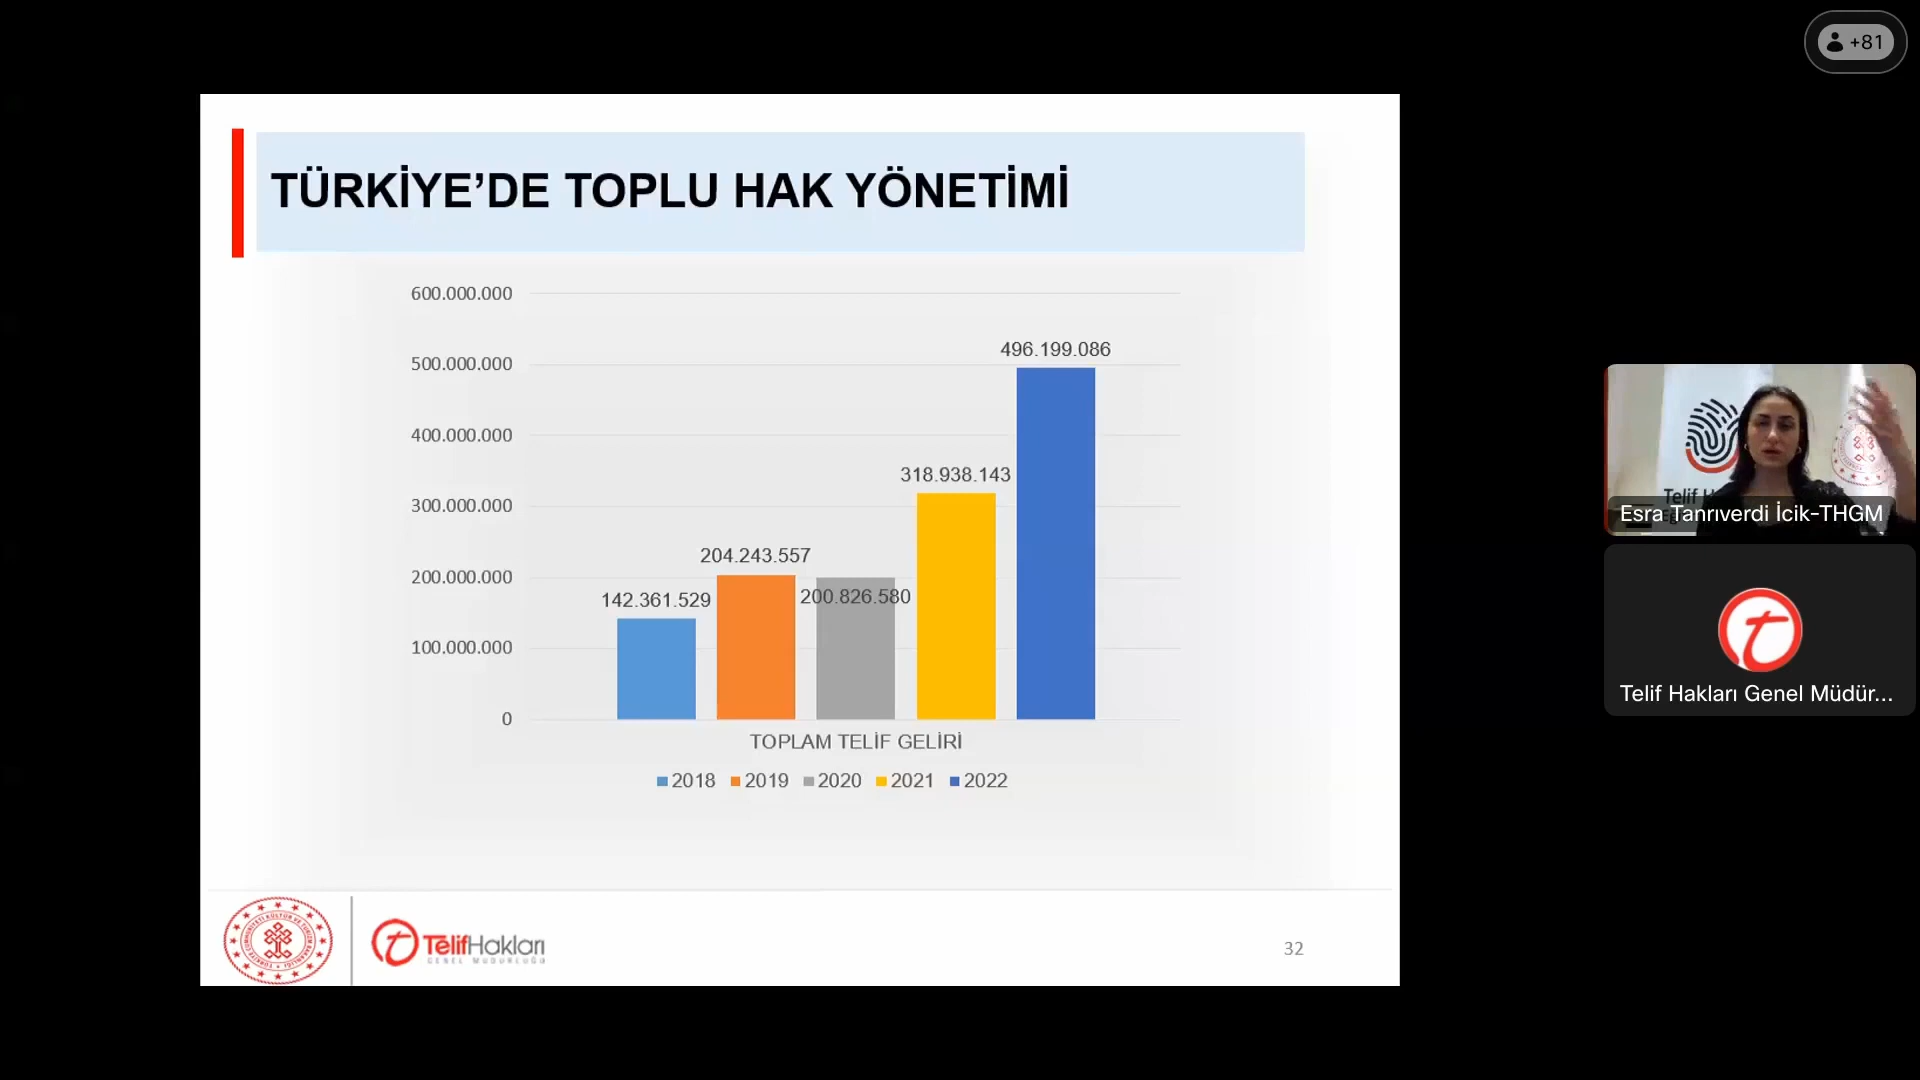 +81
TÜRKİYE’DE TOPLU HAK YÖNETİMİ
600.000.000
500.000.000
400.000.000
300.000.000
200.000.000
100.000.000
0
142.361.529
204.243.557
200.826.580
318.938.143
496.199.086
TOPLAM TELİF GELİRİ
2018 2019 2020 2021 2022
TelifHakları
GENEL MÜDÜRLÜĞÜ
32
Telif
Esra Tanrıverdi İcik-THGM
Telif Hakları Genel Müdür...